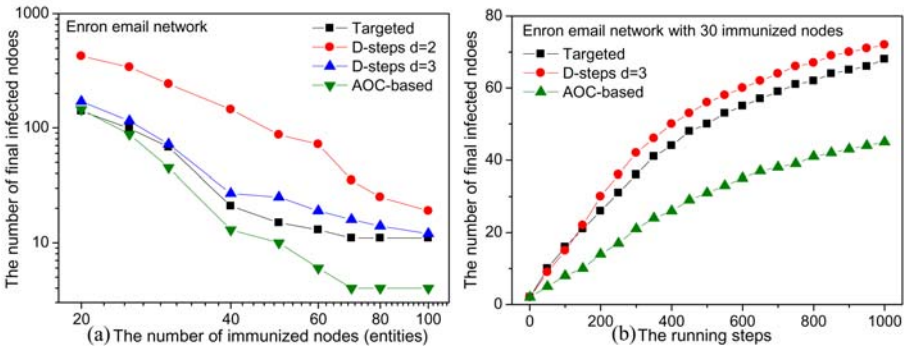 Enron email network
Targeted
D-steps d=2
D-steps d=3
AOC-based
1000
100
10
The number of final infected ndoes
20
40
60
80
100
(a) The number of immunized nodes (entities)
Enron email network with 30 immunized nodes
Targeted
D-steps d=3
AOC-based
80
60
40
20
0
The number of final infected ndoes
0
200
400
600
800
1000
(b) The running steps